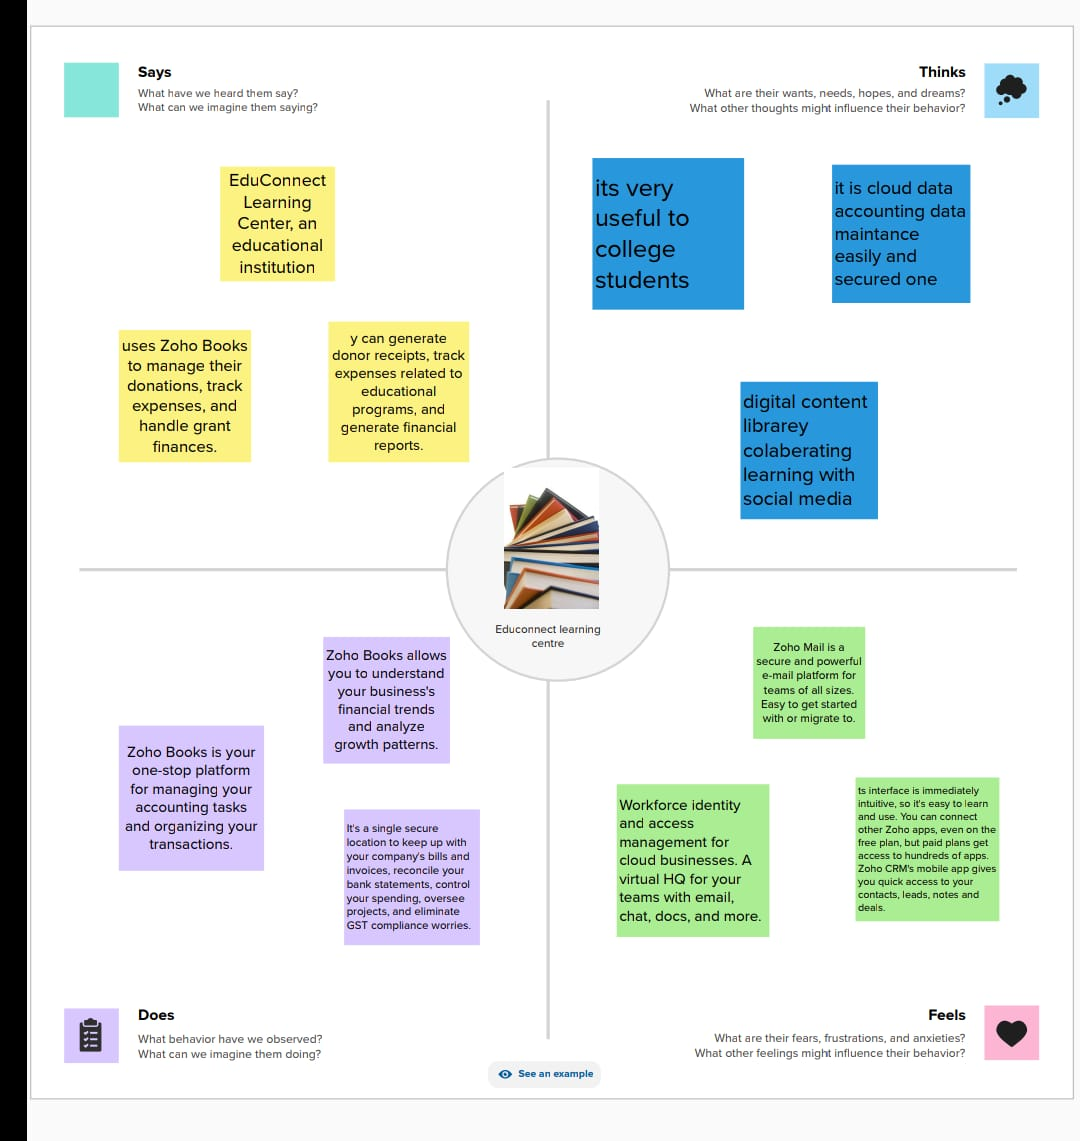 Says
What have we heard them say?
What can we imagine them saying?
Thinks
What are their wants, needs, hopes, and dreams?
What other thoughts might influence their behavior?
EduConnect
Learning
Center, an
educational
institution
uses Zoho Books
to manage their
donations, track
expenses, and
handle grant
finances.
y can generate
donor receipts, track
expenses related to
educational
programs, and
generate financial
reports.
its very
useful to
college
students
it is cloud data
accounting data
maintance
easily and
secured one
digital content
librarey
colaberating
learning with
social media
Educonnect learning
centre
Zoho Books allows
you to understand
your business's
financial trends
and analyze
growth patterns.
Zoho Books is your
one-stop platform
for managing your
accounting tasks
and organizing your
transactions.
It's a single secure
location to keep up with
your company's bills and
invoices, reconcile your
bank statements, control
your spending, oversee
projects, and eliminate
GST compliance worries.
Zoho Mail is a
secure and powerful
e-mail platform for
teams of all sizes.
Easy to get started
with or migrate to.
Workforce identity
and access
management for
cloud businesses. A
virtual HQ for your
teams with email,
chat, docs, and more.
ts interface is immediately
intuitive, so it's easy to learn
and use. You can connect
other Zoho apps, even on the
free plan, but paid plans get
access to hundreds of apps.
Zoho CRM's mobile app gives
you quick access to your
contacts, leads, notes and
deals.
Does
What behavior have we observed?
What can we imagine them doing?
Feels
What are their fears, frustrations, and anxieties?
What other feelings might influence their behavior?
See an example